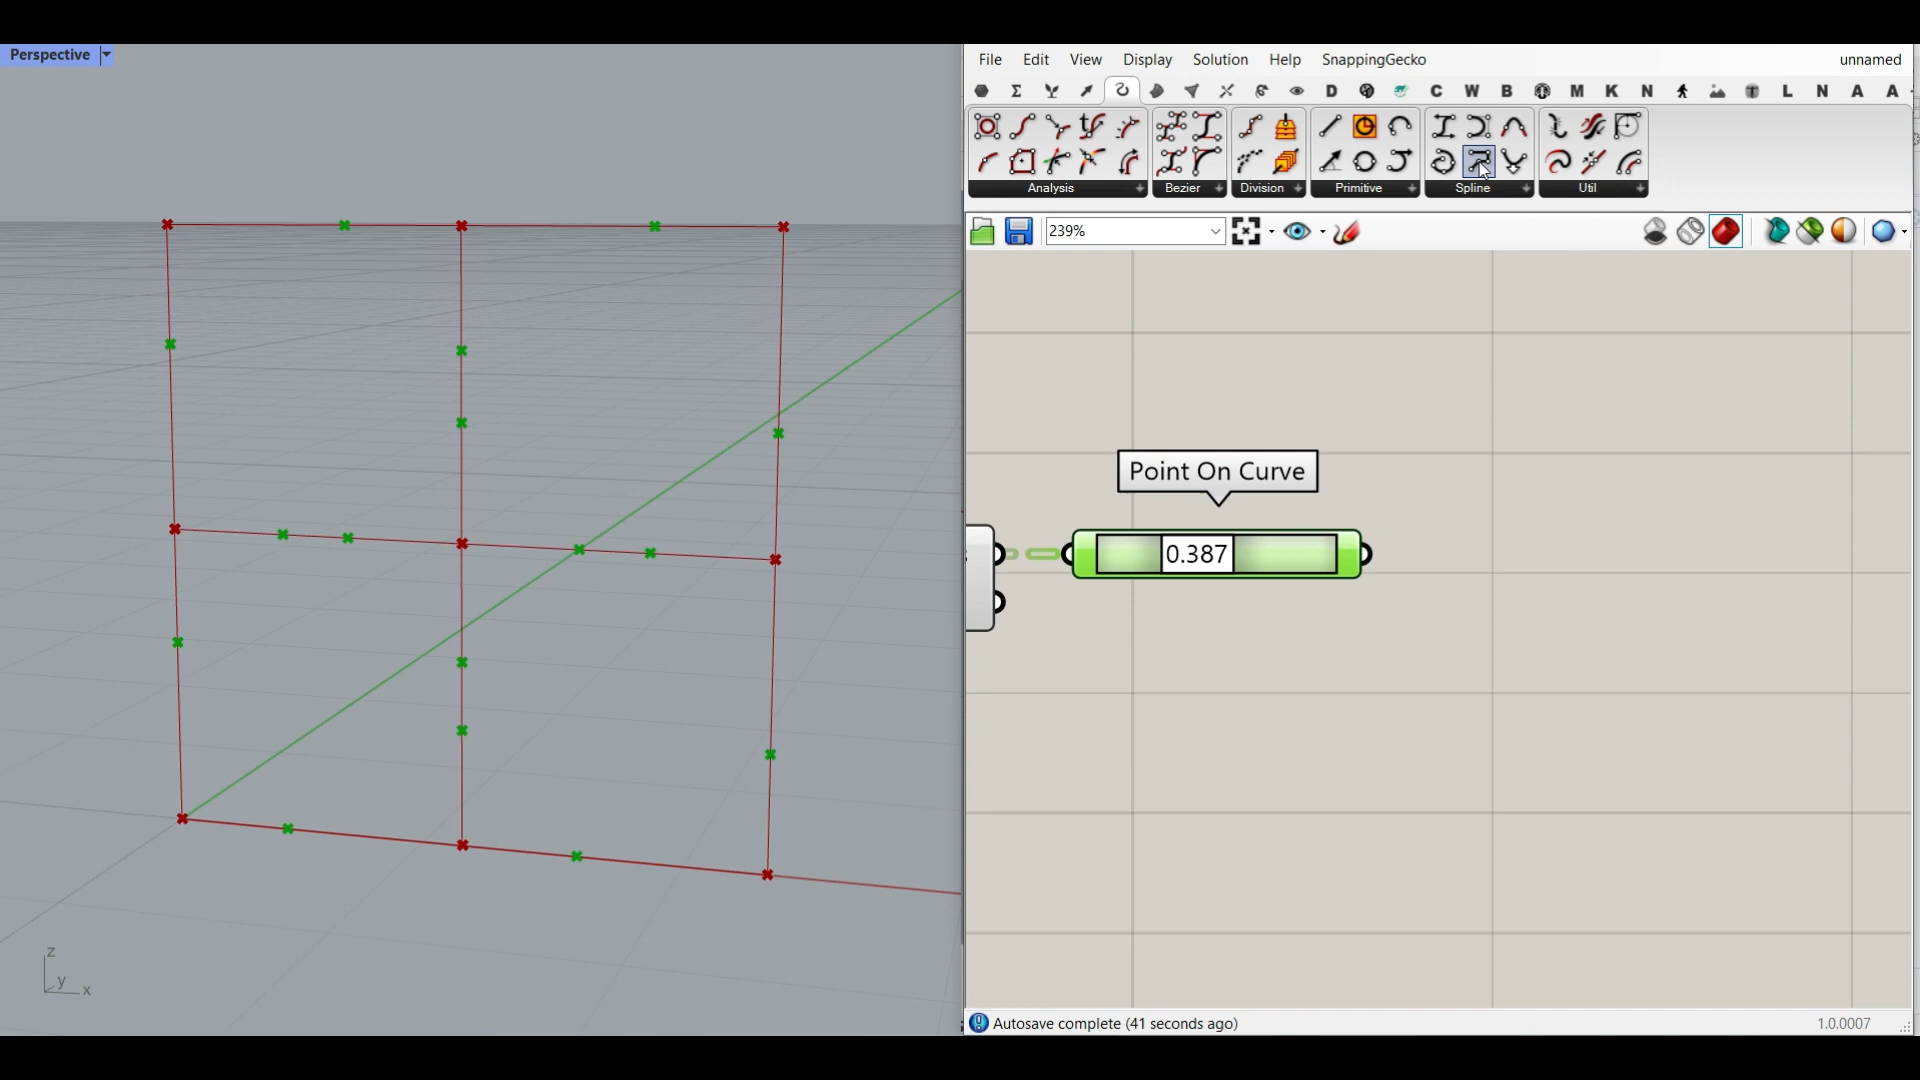 Perspective
File Edit View Display Solution Help SnappingGecko unnamed
Σ D C W B M K N L N A A
Analysis Bezier Division Primitive Spline Util
239%
Point On Curve
0.387
z
y x
Autosave complete (41 seconds ago) 1.0.0007